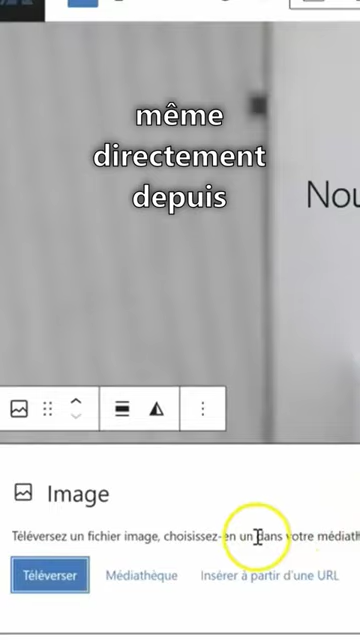 même
directement
depuis
Nou
Image
Téléversez un fichier image, choisissez-en un dans votre médiath
Téléverser
Médiathèque
Insérer à partir d'une URL